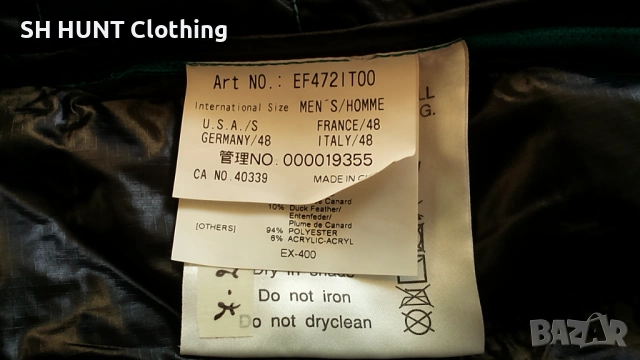 SH HUNT Clothing
Art NO.: EF472IT00
International Size MEN'S/HOMME
U.S.A./S FRANCE/48
GERMANY/48 ITALY/48
管理NO. 000019355
CA NO. 40339 MADE IN
LL
G.
de Canard
10% Duck Feather/
Entenfeder/
Plume de Canard
[OTHERS] 94% POLYESTER
6% ACRYLIC-ACRYL
EX-400
Dry in shade
Do not iron
Do not dryclean
BAZAR